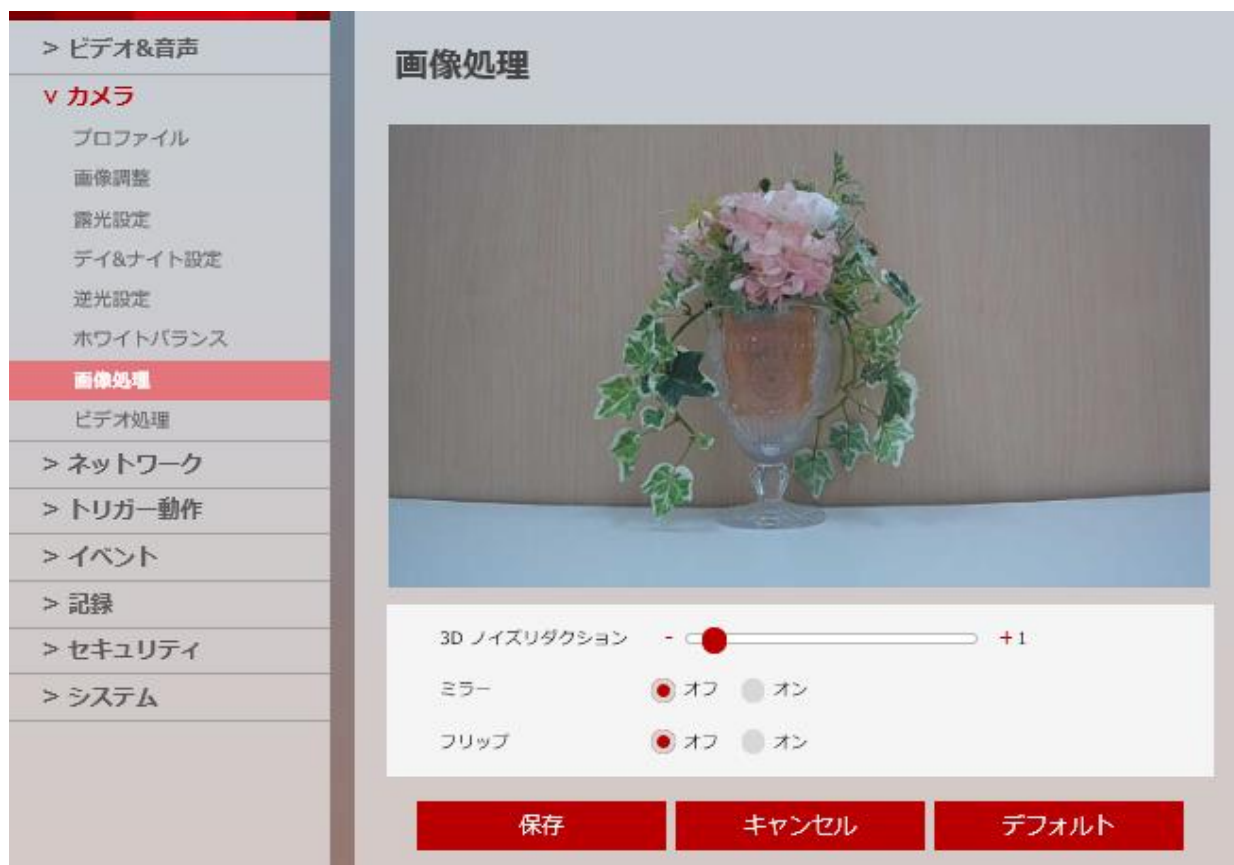 > ビデオ&音声
v カメラ
プロファイル
画像調整
露光設定
デイ&ナイト設定
逆光設定
ホワイトバランス
画像処理
ビデオ処理
> ネットワーク
> トリガー動作
> イベント
> 記録
> セキュリティ
> システム
画像処理
3D ノイズリダクション - +1
ミラー オフ オン
フリップ オフ オン
保存 キャンセル デフォルト